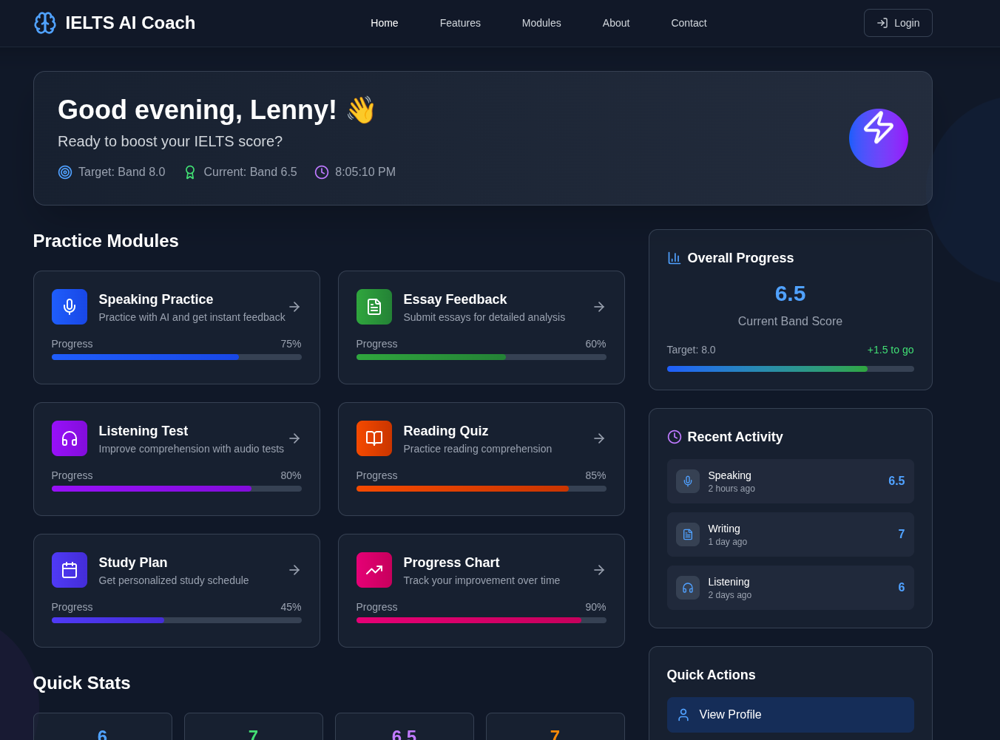 IELTS AI Coach
Home
Features
Modules
About
Contact
Login
Good evening, Lenny! 👋
Ready to boost your IELTS score?
Target: Band 8.0
Current: Band 6.5
8:05:10 PM
Practice Modules
Speaking Practice
Practice with AI and get instant feedback
Progress 75%
Essay Feedback
Submit essays for detailed analysis
Progress 60%
Listening Test
Improve comprehension with audio tests
Progress 80%
Reading Quiz
Practice reading comprehension
Progress 85%
Study Plan
Get personalized study schedule
Progress 45%
Progress Chart
Track your improvement over time
Progress 90%
Quick Stats
6
7
6.5
7
Overall Progress
6.5
Current Band Score
Target: 8.0 +1.5 to go
Recent Activity
Speaking
2 hours ago
6.5
Writing
1 day ago
7
Listening
2 days ago
6
Quick Actions
View Profile